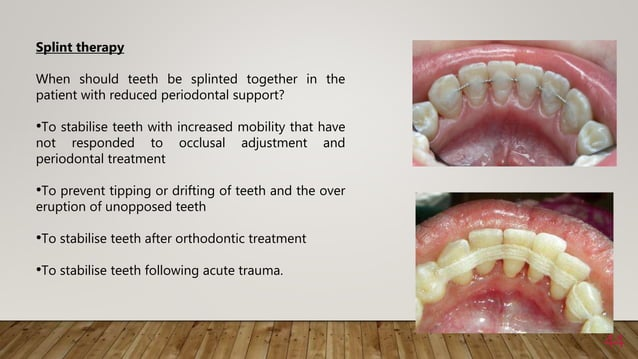 Splint therapy
When should teeth be splinted together in the
patient with reduced periodontal support?
•To stabilise teeth with increased mobility that have
not responded to occlusal adjustment and
periodontal treatment
•To prevent tipping or drifting of teeth and the over
eruption of unopposed teeth
•To stabilise teeth after orthodontic treatment
•To stabilise teeth following acute trauma.
44